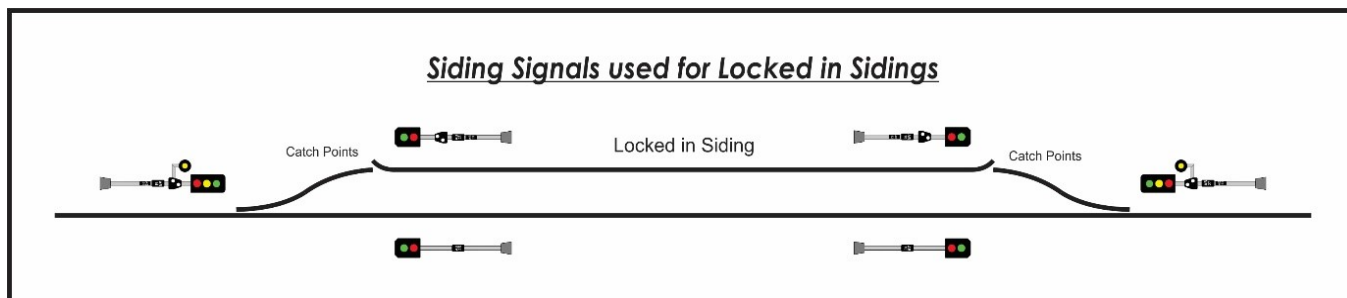 Siding Signals used for Locked in Sidings
Locked in Siding
Catch Points
Catch Points